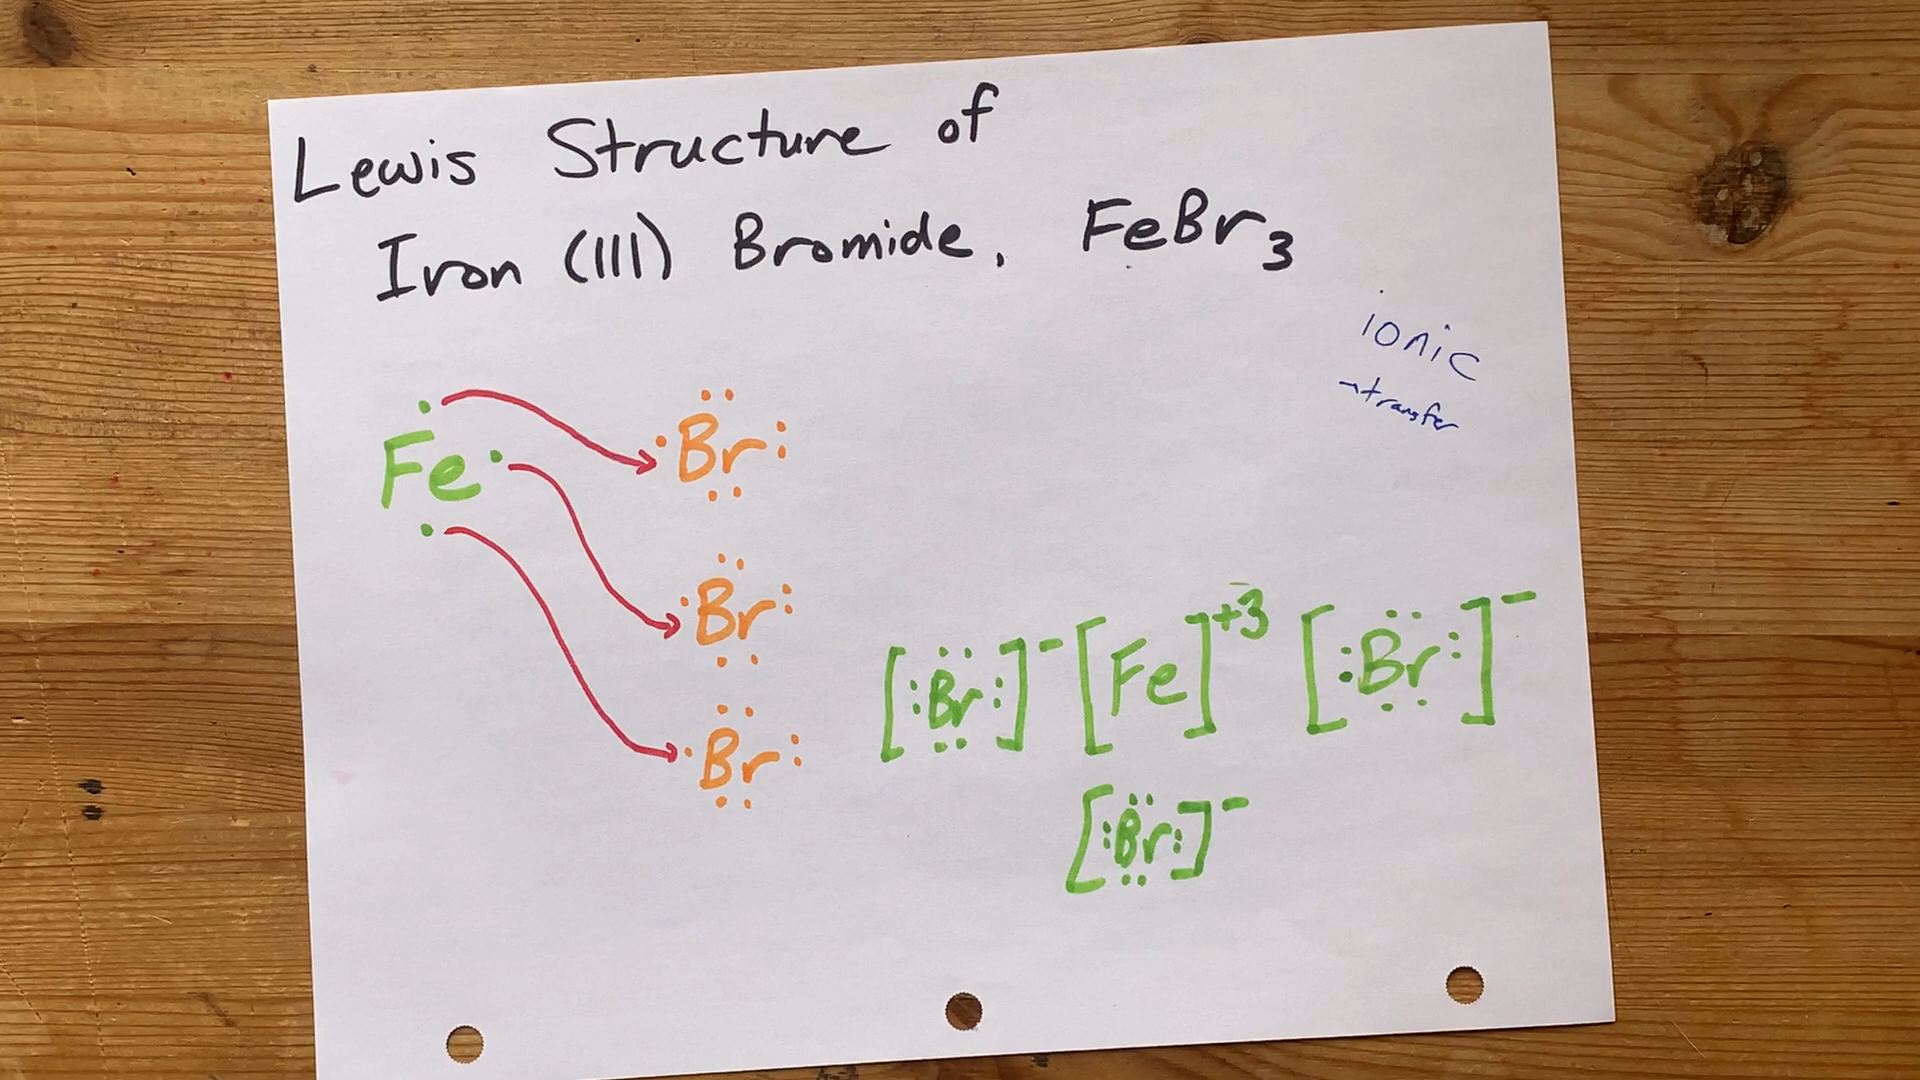 Lewis Structure of
Iron (III) Bromide, FeBr₃
ionic
→transfer
Fe
Br
Br
Br
[:Br:]⁻ [Fe]⁺³ [:Br:]⁻
[:Br:]⁻